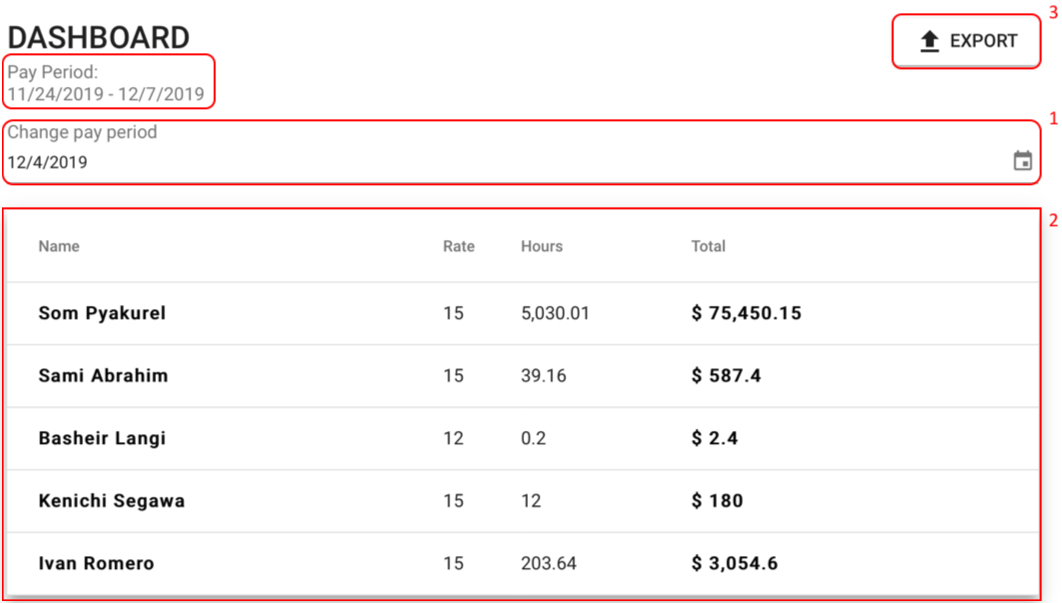 DASHBOARD
3
EXPORT
Pay Period:
11/24/2019 - 12/7/2019
1
Change pay period
12/4/2019
2
Name Rate Hours Total
Som Pyakurel 15 5,030.01 $ 75,450.15
Sami Abrahim 15 39.16 $ 587.4
Basheir Langi 12 0.2 $ 2.4
Kenichi Segawa 15 12 $ 180
Ivan Romero 15 203.64 $ 3,054.6